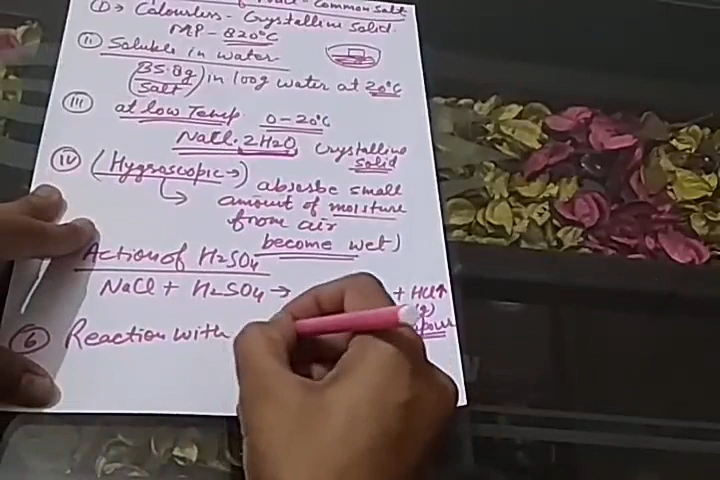 - Common Salt
(I) → Colourless - Crystalline Solid.
MP - 820°C
(II) Soluble in water
(35.8g Salt) in 100g water at 20°C
(III) at low Temp 0-20°C
NaCl. 2H2O Crystalline Solid
(IV) (Hygroscopic →) absorbe small
amount of moisture
from air
become wet)
Action of H2SO4
NaCl + H2SO4 → + HCl↑
(g)
(6) Reaction with